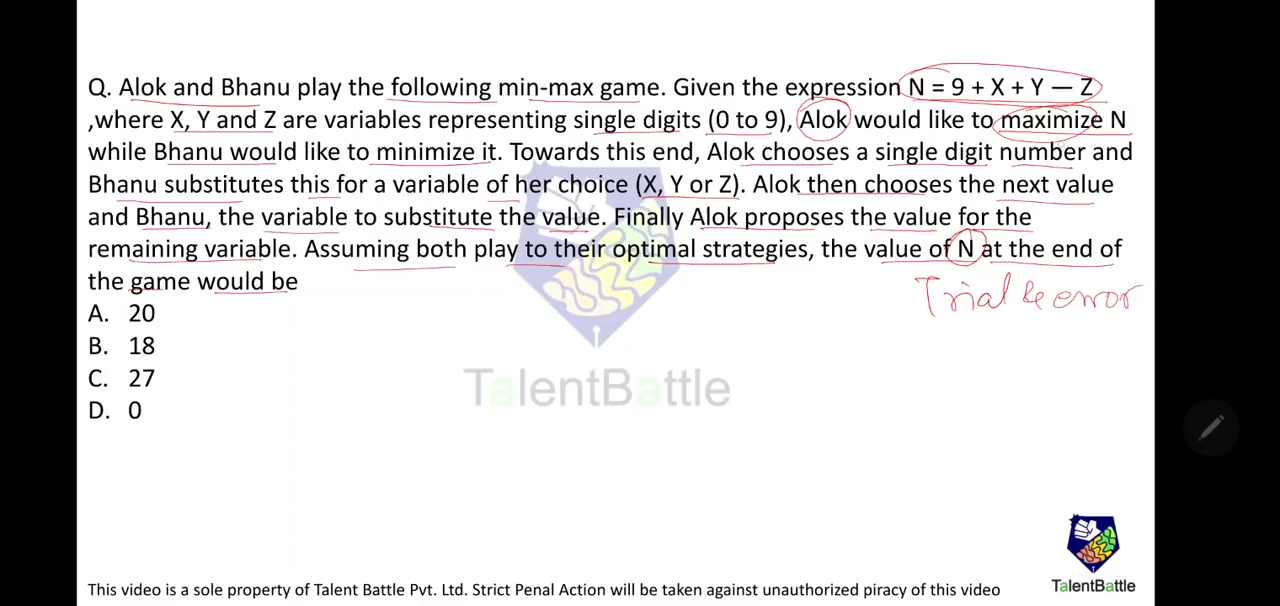 Q. Alok and Bhanu play the following min-max game. Given the expression N = 9 + X + Y — Z
,where X, Y and Z are variables representing single digits (0 to 9), Alok would like to maximize N
while Bhanu would like to minimize it. Towards this end, Alok chooses a single digit number and
Bhanu substitutes this for a variable of her choice (X, Y or Z). Alok then chooses the next value
and Bhanu, the variable to substitute the value. Finally Alok proposes the value for the
remaining variable. Assuming both play to their optimal strategies, the value of N at the end of
the game would be
Trial & error
A. 20
B. 18
C. 27
D. 0
TalentBattle
TalentBattle
This video is a sole property of Talent Battle Pvt. Ltd. Strict Penal Action will be taken against unauthorized piracy of this video